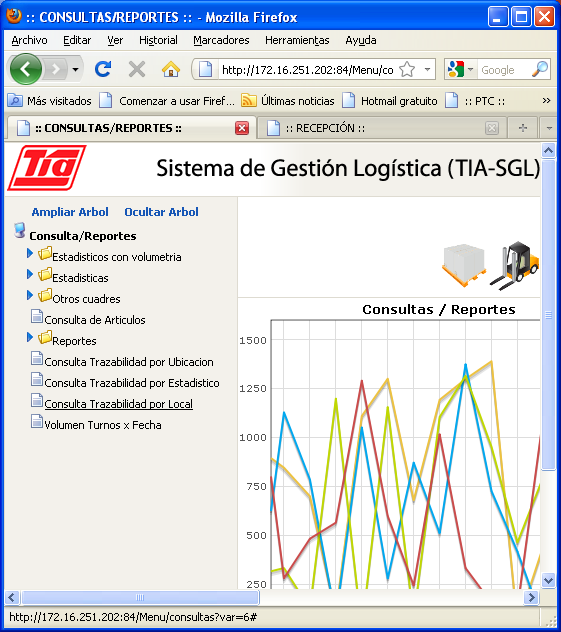 :: CONSULTAS/REPORTES :: - Mozilla Firefox
Archivo Editar Ver Historial Marcadores Herramientas Ayuda
http://172.16.251.202:84/Menu/co Google
Más visitados Comenzar a usar Firef... Últimas noticias Hotmail gratuito :: PTC :: »
:: CONSULTAS/REPORTES :: :: RECEPCIÓN ::
Tia Sistema de Gestión Logística (TIA-SGL)
Ampliar Arbol Ocultar Arbol
Consulta/Reportes
Estadisticos con volumetria
Estadisticas
Otros cuadres
Consulta de Articulos
Reportes
Consulta Trazabilidad por Ubicacion
Consulta Trazabilidad por Estadistico
Consulta Trazabilidad por Local
Volumen Turnos x Fecha
Consultas / Reportes
1500
1250
1000
750
500
250
http://172.16.251.202:84/Menu/consultas?var=6#